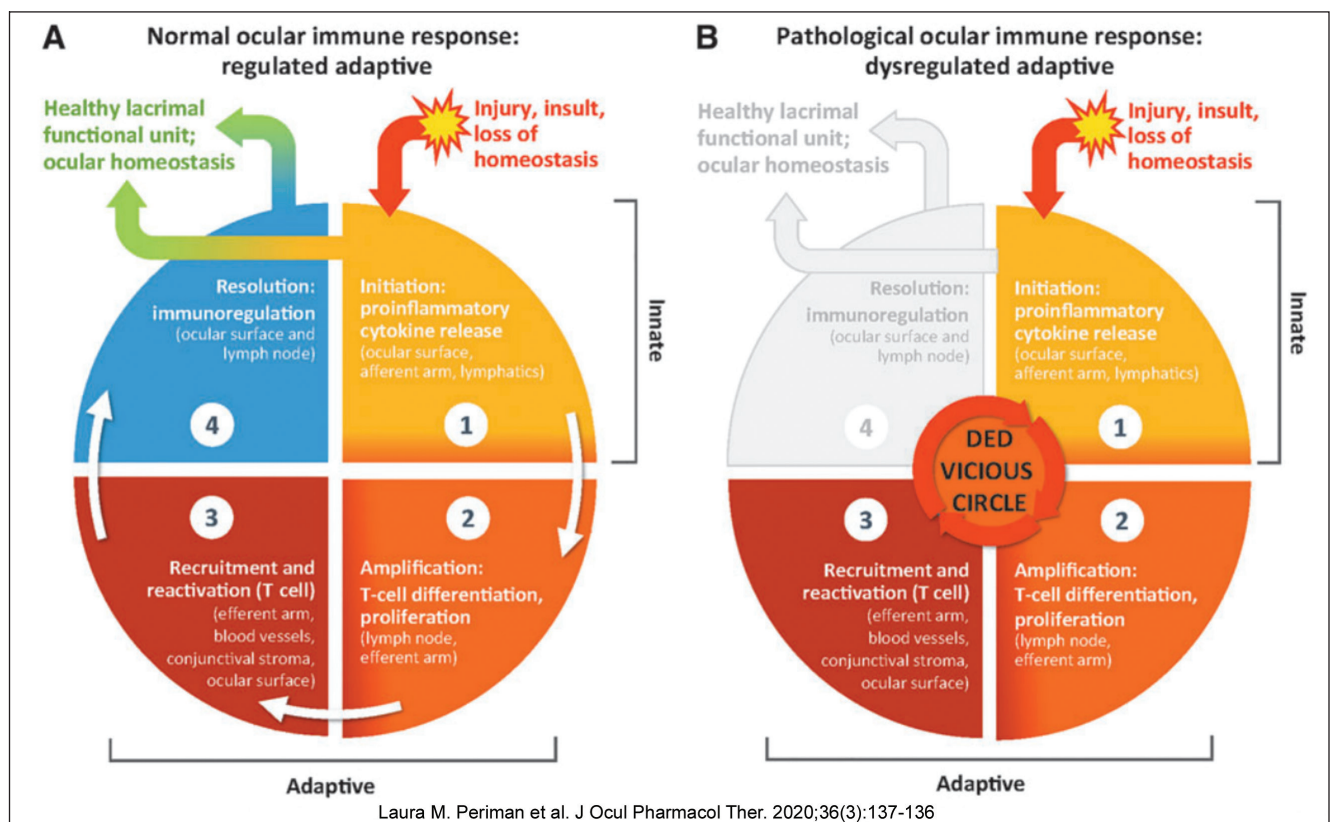 A
Normal ocular immune response:
regulated adaptive
Healthy lacrimal
functional unit;
ocular homeostasis
Injury, insult,
loss of
homeostasis
Resolution:
immunoregulation
(ocular surface and
lymph node)
4
Initiation:
proinflammatory
cytokine release
(ocular surface,
afferent arm, lymphatics)
1
Innate
3
Recruitment and
reactivation (T cell)
(efferent arm,
blood vessels,
conjunctival stroma,
ocular surface)
2
Amplification:
T-cell differentiation,
proliferation
(lymph node,
efferent arm)
Adaptive
B
Pathological ocular immune response:
dysregulated adaptive
Healthy lacrimal
functional unit;
ocular homeostasis
Injury, insult,
loss of
homeostasis
Resolution:
immunoregulation
(ocular surface and
lymph node)
4
Initiation:
proinflammatory
cytokine release
(ocular surface,
afferent arm, lymphatics)
1
Innate
DED
VICIOUS
CIRCLE
3
Recruitment and
reactivation (T cell)
(efferent arm,
blood vessels,
conjunctival stroma,
ocular surface)
2
Amplification:
T-cell differentiation,
proliferation
(lymph node,
efferent arm)
Adaptive
Laura M. Periman et al. J Ocul Pharmacol Ther. 2020;36(3):137-136